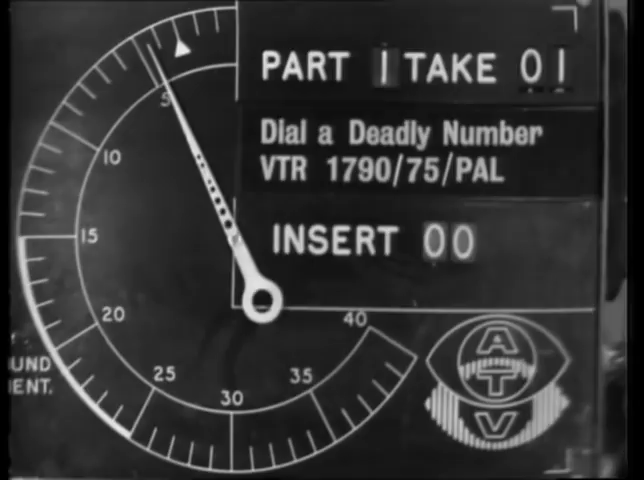 PART 1 TAKE 01
Dial a Deadly Number
VTR 1790/75/PAL
INSERT 00
5
10
15
20
25
30
35
40
UND
ENT.
A
T
V